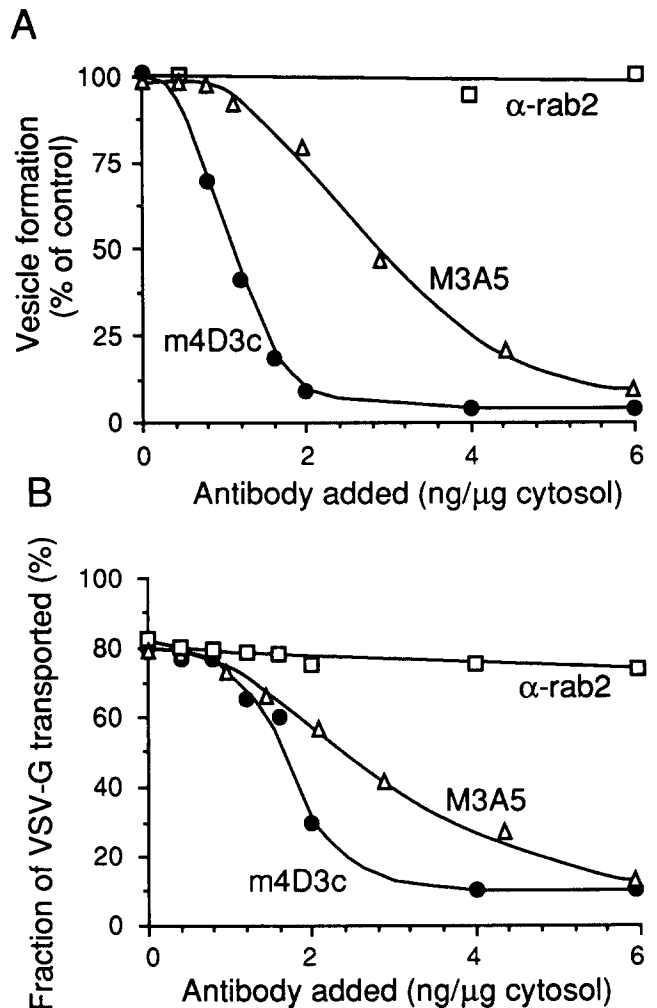 A
Vesicle formation
(% of control)
100
75
50
25
0
α-rab2
M3A5
m4D3c
0 2 4 6
Antibody added (ng/µg cytosol)
B
Fraction of VSV-G transported (%)
100
80
60
40
20
0
α-rab2
M3A5
m4D3c
0 2 4 6
Antibody added (ng/µg cytosol)